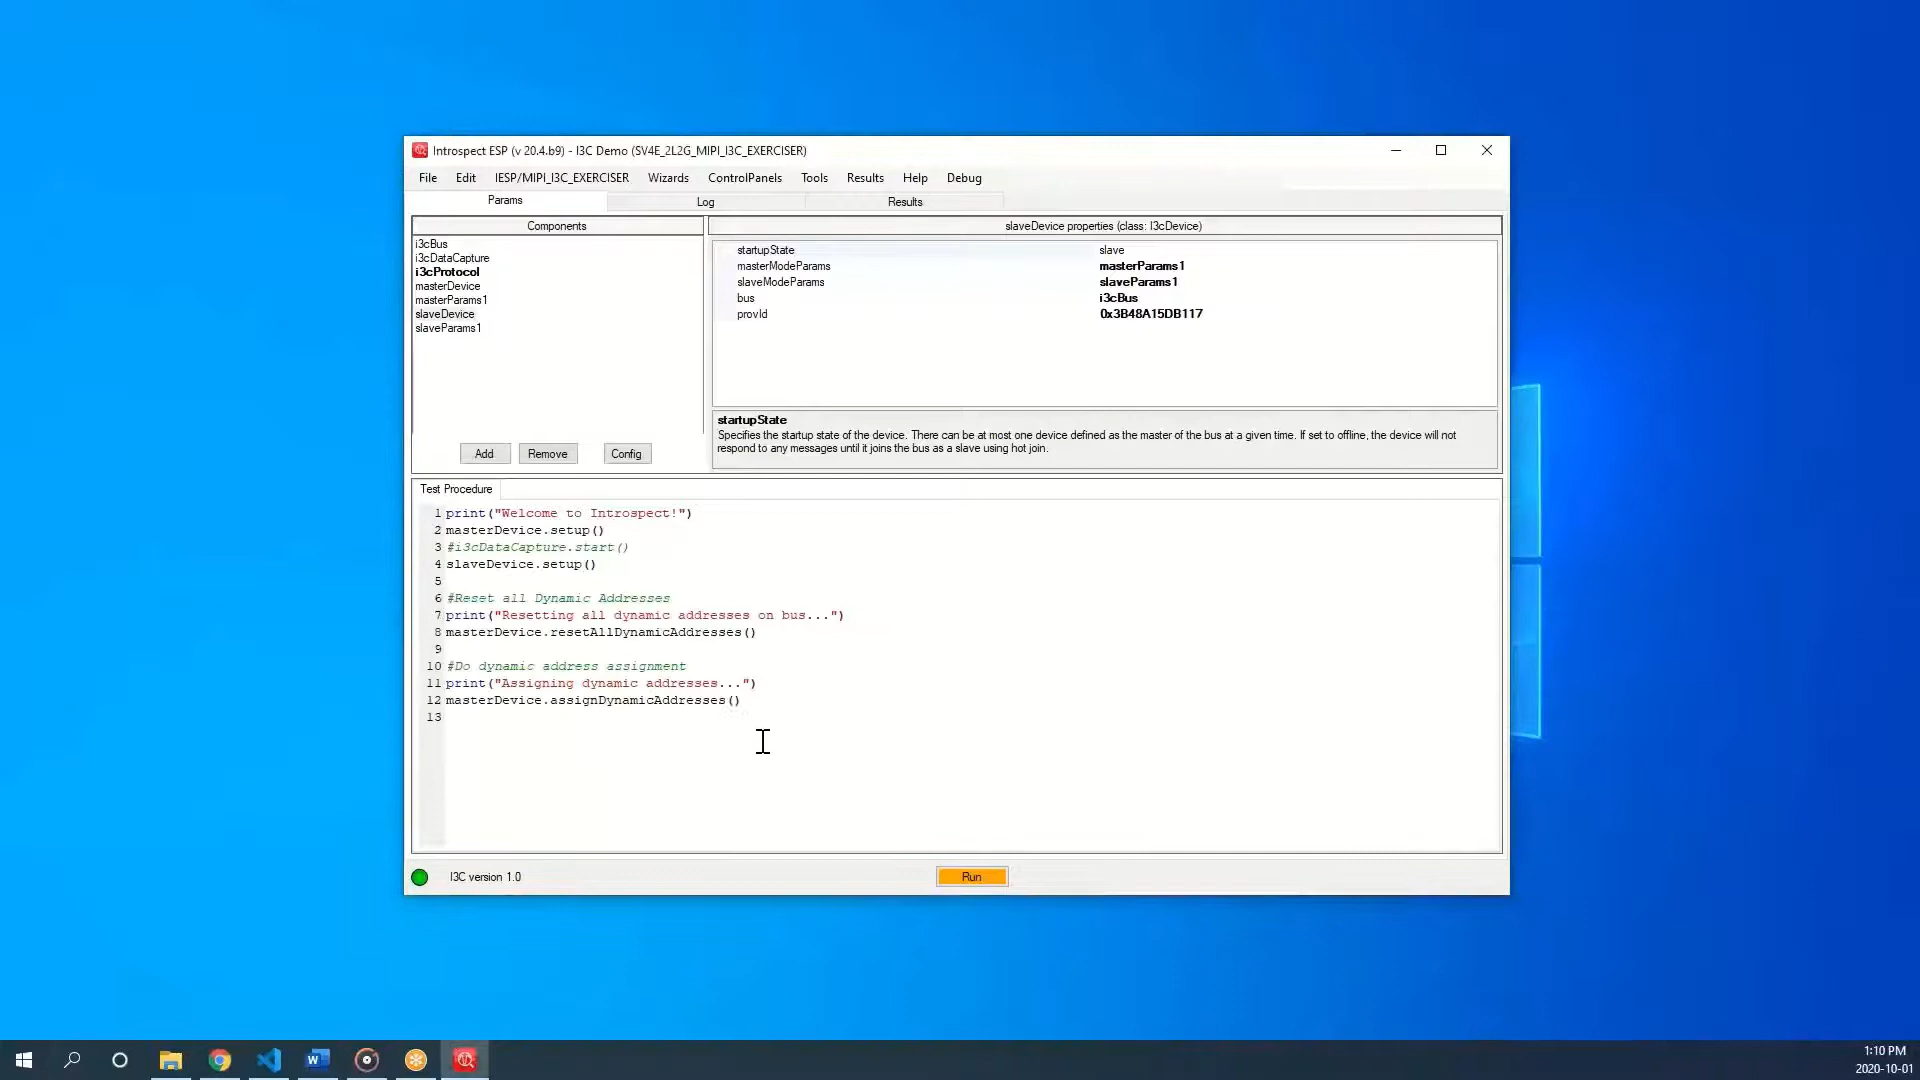 Introspect ESP (v 20.4.b9) - I3C Demo (SV4E_2L2G_MIPI_I3C_EXERCISER)
File Edit IESP/MIPI_I3C_EXERCISER Wizards ControlPanels Tools Results Help Debug
Params Log Results
Components
i3cBus
i3cDataCapture
i3cProtocol
masterDevice
masterParams1
slaveDevice
slaveParams1
Add Remove Config
slaveDevice properties (class: I3cDevice)
startupState slave
masterModeParams masterParams1
slaveModeParams slaveParams1
bus i3cBus
provId 0x3B48A15DB117
startupState
Specifies the startup state of the device. There can be at most one device defined as the master of the bus at a given time. If set to offline, the device will not
respond to any messages until it joins the bus as a slave using hot join.
Test Procedure
1 print("Welcome to Introspect!")
2 masterDevice.setup()
3 #i3cDataCapture.start()
4 slaveDevice.setup()
5
6 #Reset all Dynamic Addresses
7 print("Resetting all dynamic addresses on bus...")
8 masterDevice.resetAllDynamicAddresses()
9
10 #Do dynamic address assignment
11 print("Assigning dynamic addresses...")
12 masterDevice.assignDynamicAddresses()
13
I3C version 1.0
Run
W
1:10 PM
2020-10-01